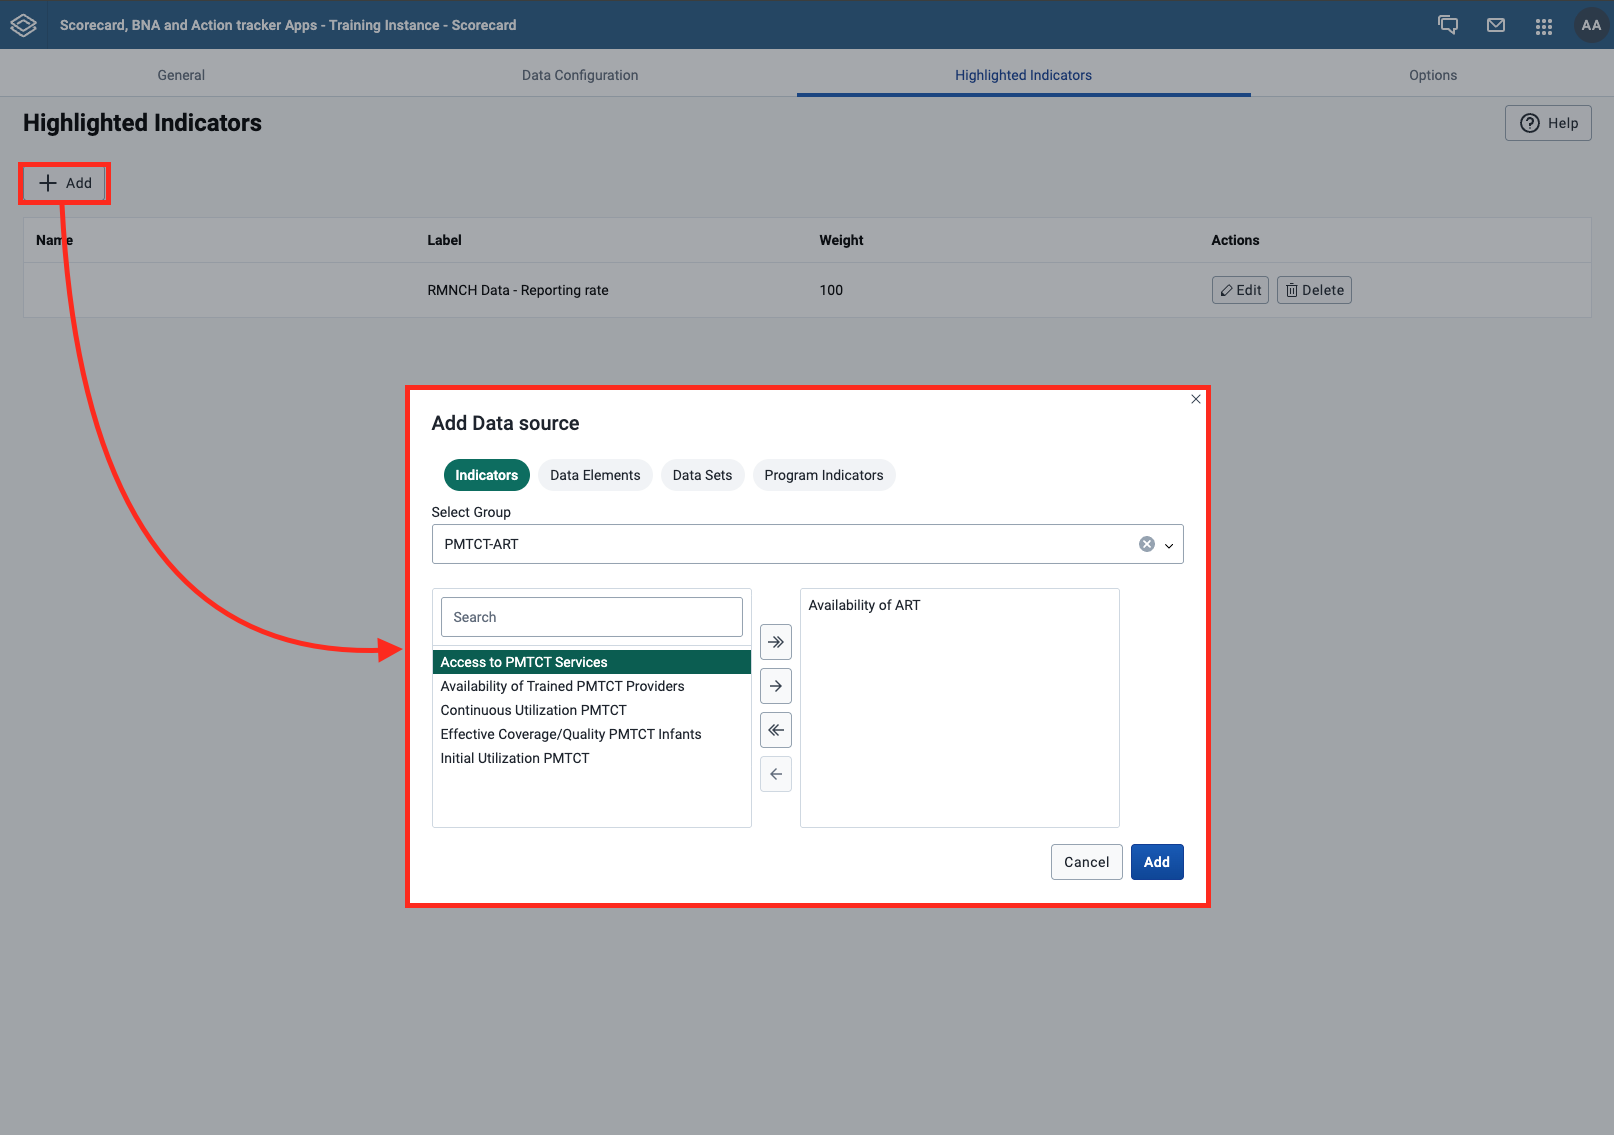 Scorecard, BNA and Action tracker Apps - Training Instance - Scorecard
AA
General
Data Configuration
Highlighted Indicators
Options
Highlighted Indicators
Help
Add
Name
Label
Weight
Actions
RMNCH Data - Reporting rate
100
Edit
Delete
Add Data source
Indicators
Data Elements
Data Sets
Program Indicators
Select Group
PMTCT-ART
Search
Access to PMTCT Services
Availability of Trained PMTCT Providers
Continuous Utilization PMTCT
Effective Coverage/Quality PMTCT Infants
Initial Utilization PMTCT
Availability of ART
Cancel
Add